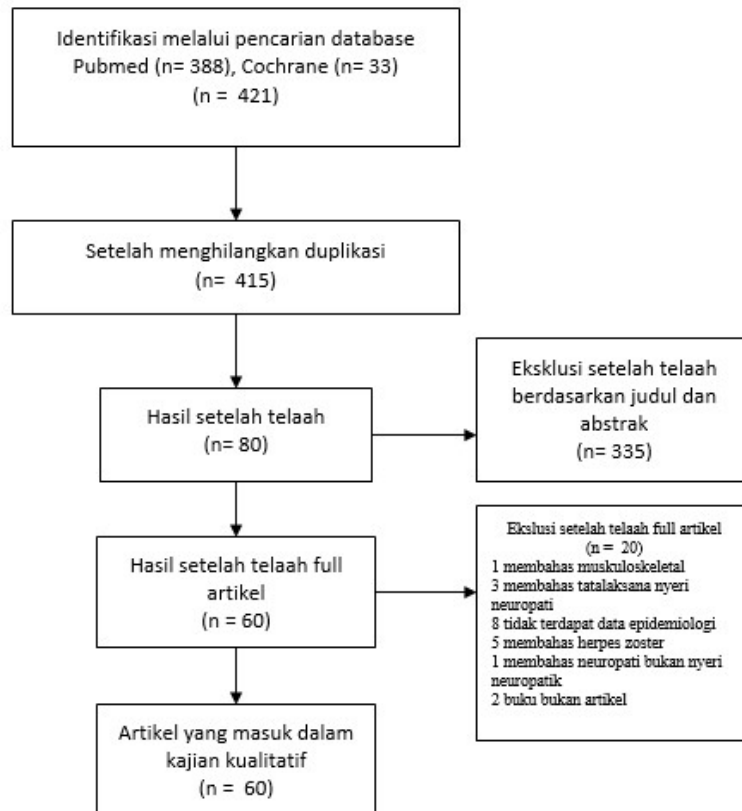 Identifikasi melalui pencarian database
Pubmed (n= 388), Cochrane (n= 33)
(n =  421)
Setelah menghilangkan duplikasi
(n=  415)
Hasil setelah telaah
(n= 80)
Eksklusi setelah telaah
berdasarkan judul dan
abstrak
(n= 335)
Hasil setelah telaah full
artikel
(n = 60)
Ekslusi setelah telaah full artikel
(n =  20)
1 membahas muskuloskeletal
3 membahas tatalaksana nyeri
neuropati
8 tidak terdapat data epidemiologi
5 membahas herpes zoster
1 membahas neuropati bukan nyeri
neuropatik
2 buku bukan artikel
Artikel yang masuk dalam
kajian kualitatif
(n =  60)